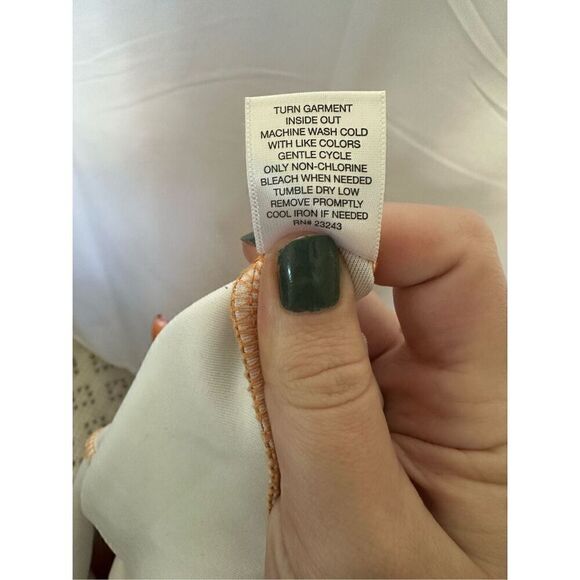 TURN GARMENT
INSIDE OUT
MACHINE WASH COLD
WITH LIKE COLORS
GENTLE CYCLE
ONLY NON-CHLORINE
BLEACH WHEN NEEDED
TUMBLE DRY LOW
REMOVE PROMPTLY
COOL IRON IF NEEDED
RN# 23243